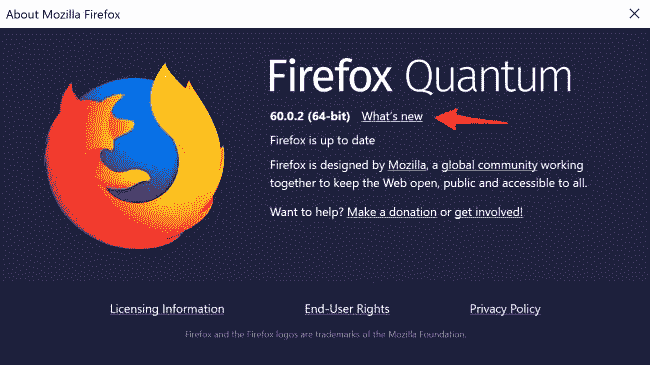 About Mozilla Firefox
Firefox Quantum
60.0.2 (64-bit) What's new
Firefox is up to date
Firefox is designed by Mozilla, a global community working
together to keep the Web open, public and accessible to all.
Want to help? Make a donation or get involved!
Licensing Information End-User Rights Privacy Policy
Firefox and the Firefox logos are trademarks of the Mozilla Foundation.